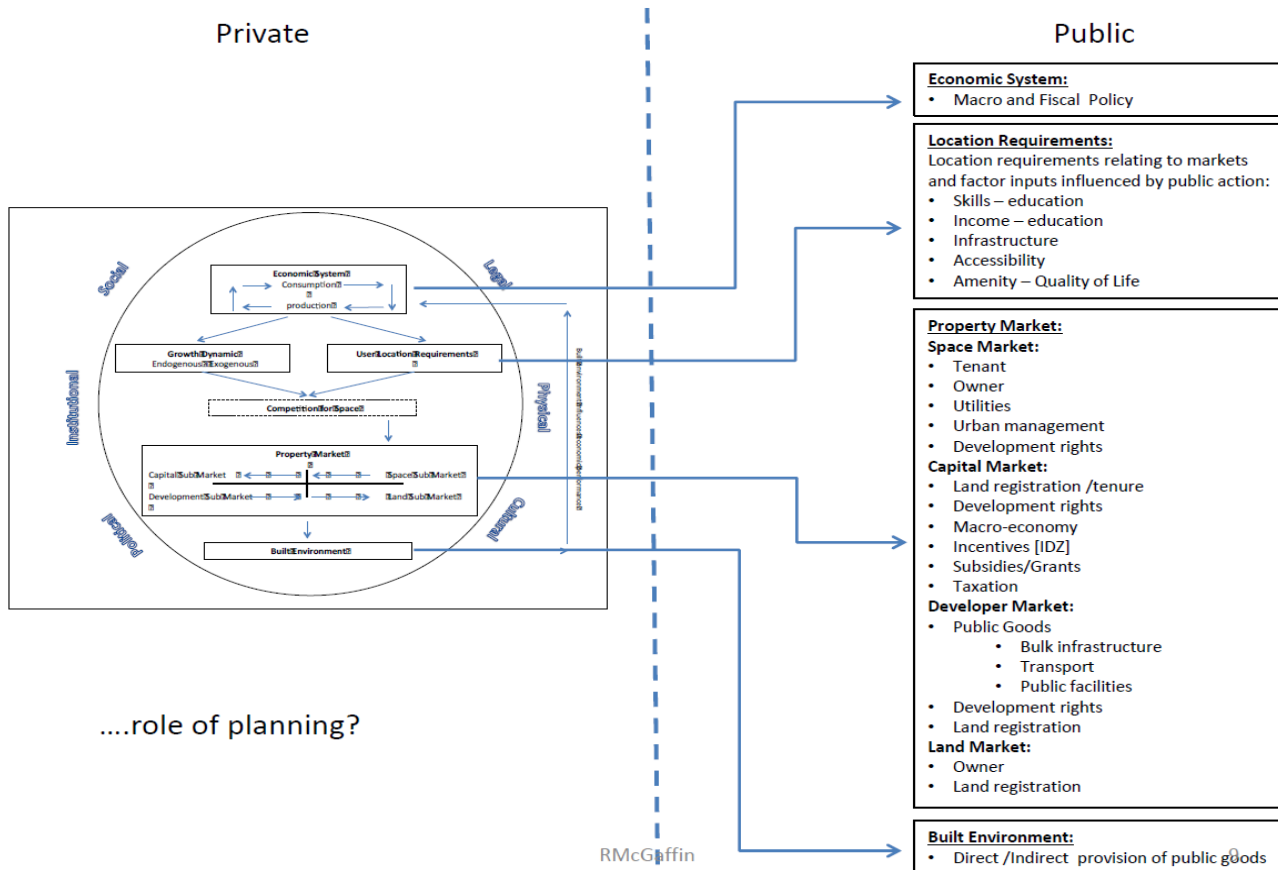 Private
Public
Social
Legal
Institutional
Physical
Political
Cultural
Economic System
Consumption
production
Growth Dynamic
Endogenous Exogenous
User Location Requirements
Competition for Space
Property Market
Capital Sub Market
Space Sub Market
Development Sub Market
Land Sub Market
Built Environment
Built Environment Influences Economic Performance
....role of planning?
Economic System:
• Macro and Fiscal Policy
Location Requirements:
Location requirements relating to markets
and factor inputs influenced by public action:
• Skills – education
• Income – education
• Infrastructure
• Accessibility
• Amenity – Quality of Life
Property Market:
Space Market:
• Tenant
• Owner
• Utilities
• Urban management
• Development rights
Capital Market:
• Land registration /tenure
• Development rights
• Macro-economy
• Incentives [IDZ]
• Subsidies/Grants
• Taxation
Developer Market:
• Public Goods
• Bulk infrastructure
• Transport
• Public facilities
• Development rights
• Land registration
Land Market:
• Owner
• Land registration
Built Environment:
• Direct /Indirect provision of public goods
RMcGaffin
9